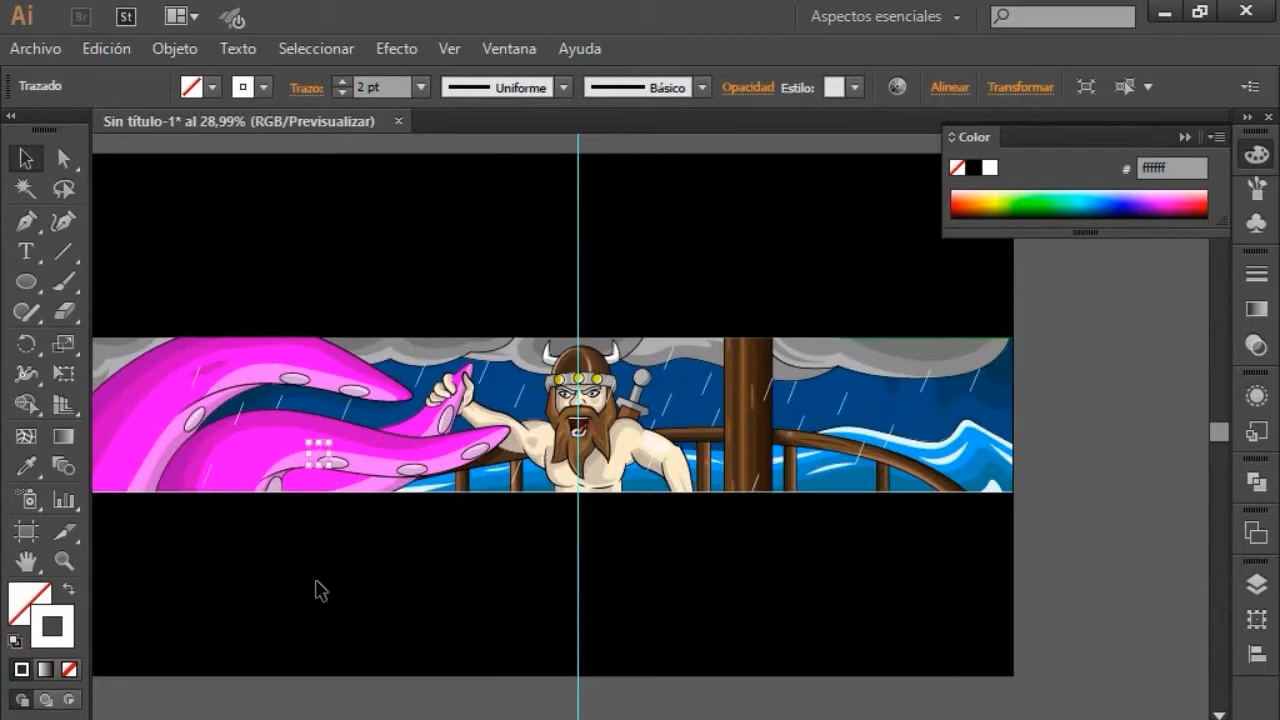 Ai Br St Aspectos esenciales
Archivo Edición Objeto Texto Seleccionar Efecto Ver Ventana Ayuda
Trazado Trazo: 2 pt Uniforme Básico Opacidad Estilo: Alinear Transformar
Sin título-1* al 28,99% (RGB/Previsualizar) ×
Color
# ffffff
T